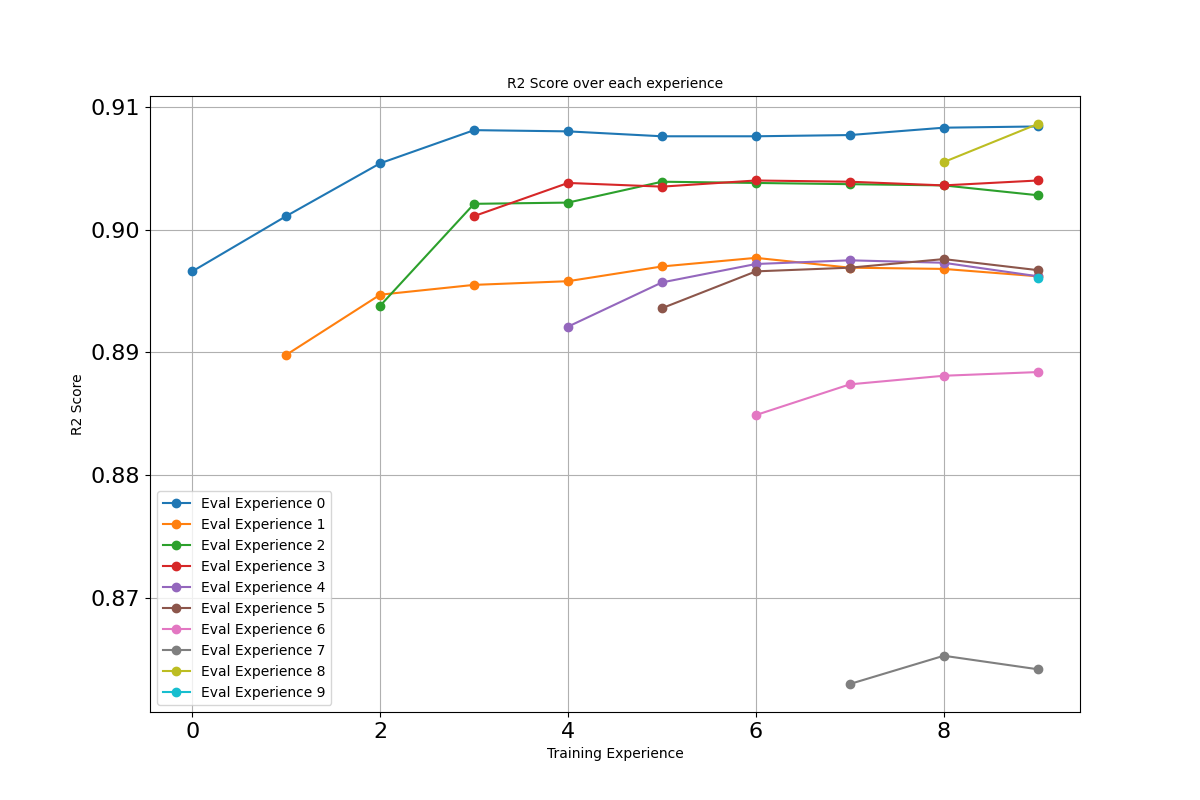 R2 Score over each experience
0.91
0.90
0.89
0.88
0.87
R2 Score
Eval Experience 0
Eval Experience 1
Eval Experience 2
Eval Experience 3
Eval Experience 4
Eval Experience 5
Eval Experience 6
Eval Experience 7
Eval Experience 8
Eval Experience 9
0 2 4 6 8
Training Experience